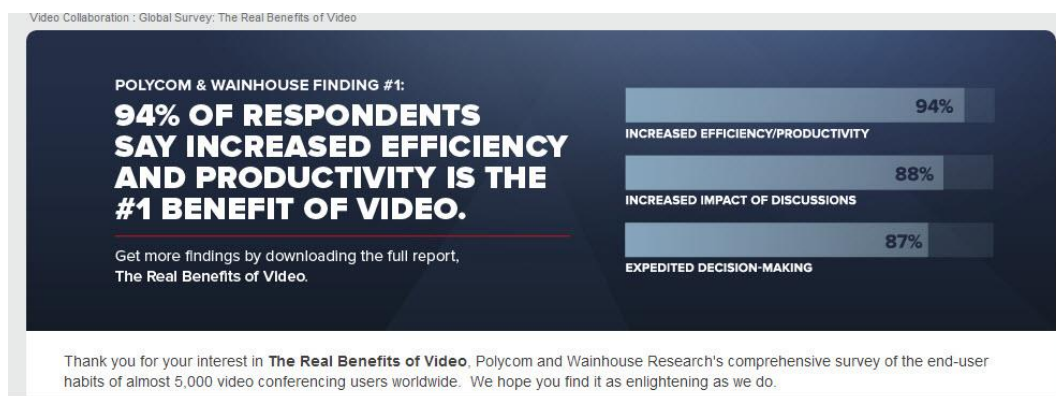 Video Collaboration : Global Survey: The Real Benefits of Video
POLYCOM & WAINHOUSE FINDING #1:
94% OF RESPONDENTS
SAY INCREASED EFFICIENCY
AND PRODUCTIVITY IS THE
#1 BENEFIT OF VIDEO.
Get more findings by downloading the full report,
The Real Benefits of Video.
94%
INCREASED EFFICIENCY/PRODUCTIVITY
88%
INCREASED IMPACT OF DISCUSSIONS
87%
EXPEDITED DECISION-MAKING
Thank you for your interest in The Real Benefits of Video, Polycom and Wainhouse Research's comprehensive survey of the end-user
habits of almost 5,000 video conferencing users worldwide. We hope you find it as enlightening as we do.